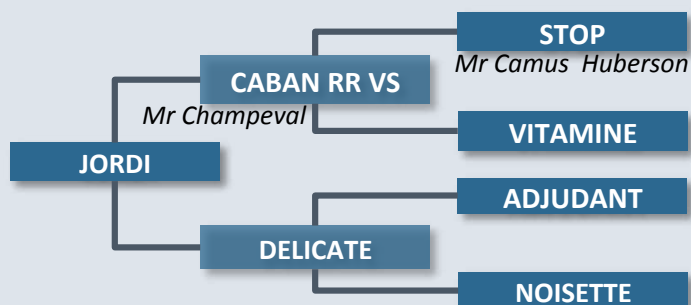 STOP
Mr Camus  Huberson
CABAN RR VS
Mr Champeval
VITAMINE
JORDI
ADJUDANT
DELICATE
NOISETTE